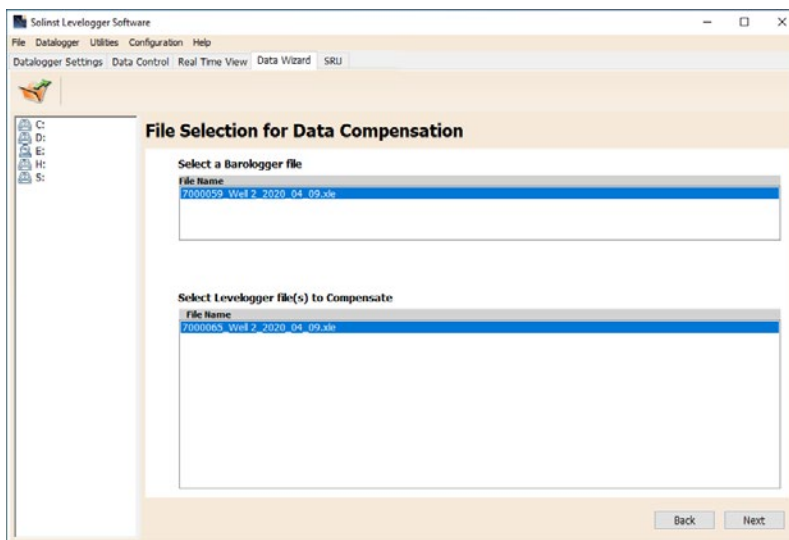 Solinst Levelogger Software
File Datalogger Utilities Configuration Help
Datalogger Settings Data Control Real Time View Data Wizard SRU
C:
D:
E:
H:
S:
File Selection for Data Compensation
Select a Barologger file
File Name
7000059_Well 2_2020_04_09.xle
Select Levelogger file(s) to Compensate
File Name
7000065_Well 2_2020_04_09.xle
Back Next